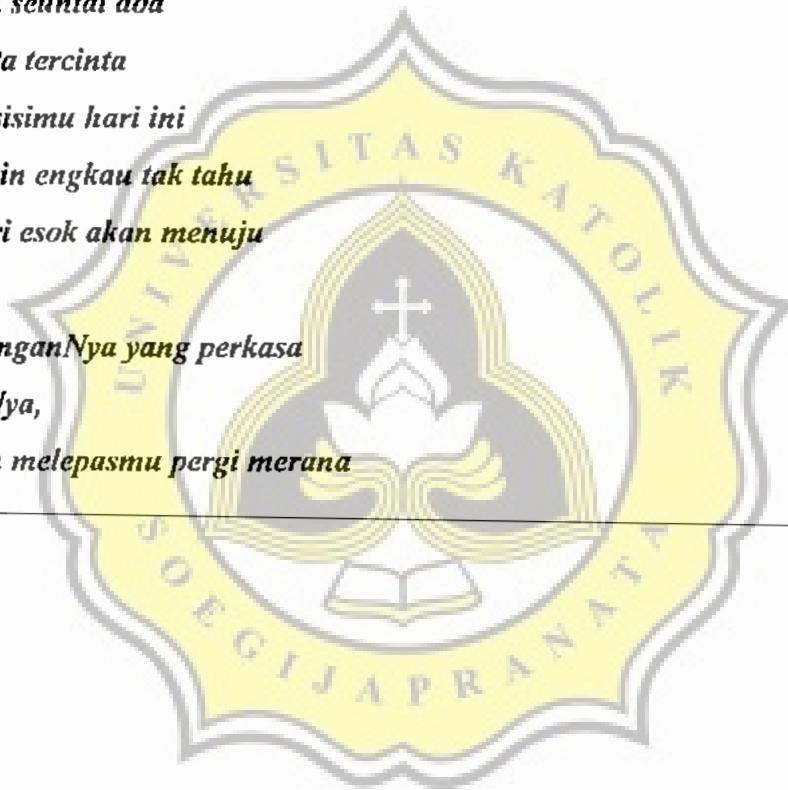 seuntai doa
a tercinta
sisimu hari ini
in engkau tak tahu
i esok akan menuju
nganNya yang perkasa
Nya,
melepasmu pergi merana
UNIVERSITAS KATOLIK
SOEGIJAPRANATA